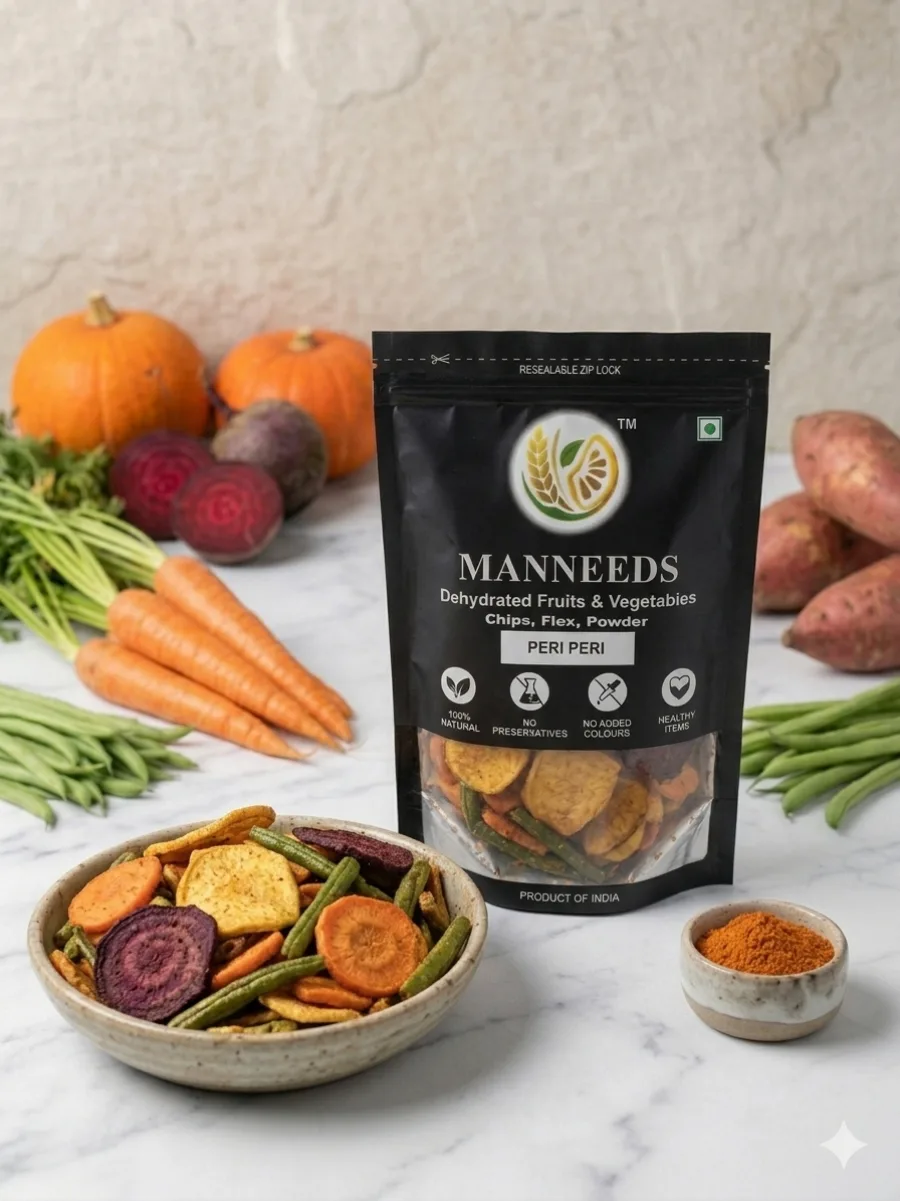 RESEALABLE ZIP LOCK
TM
MANNEEDS
Dehydrated Fruits & Vegetabies
Chips, Flex, Powder
PERI PERI
100%
NATURAL
NO
PRESERVATIVES
NO ADDED
COLOURS
HEALTHY
ITEMS
PRODUCT OF INDIA